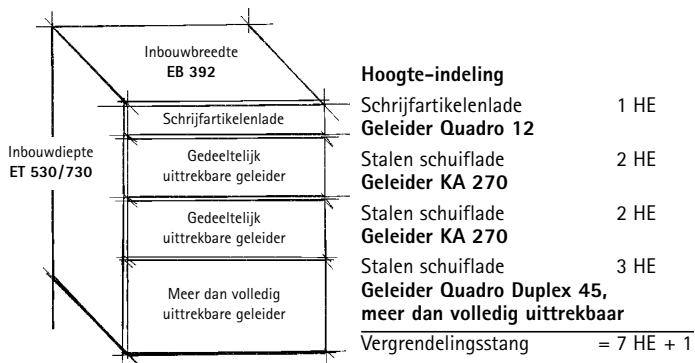 Inbouwbreedte
EB 392
Schrijfartikelenlade
Inbouwdiepte
ET 530/730
Gedeeltelijk
uittrekbare geleider
Gedeeltelijk
uittrekbare geleider
Meer dan volledig
uittrekbare geleider
Hoogte-indeling
Schrijfartikelenlade 1 HE
Geleider Quadro 12
Stalen schuiflade 2 HE
Geleider KA 270
Stalen schuiflade 2 HE
Geleider KA 270
Stalen schuiflade 3 HE
Geleider Quadro Duplex 45,
meer dan volledig uittrekbaar
Vergrendelingsstang = 7 HE + 1